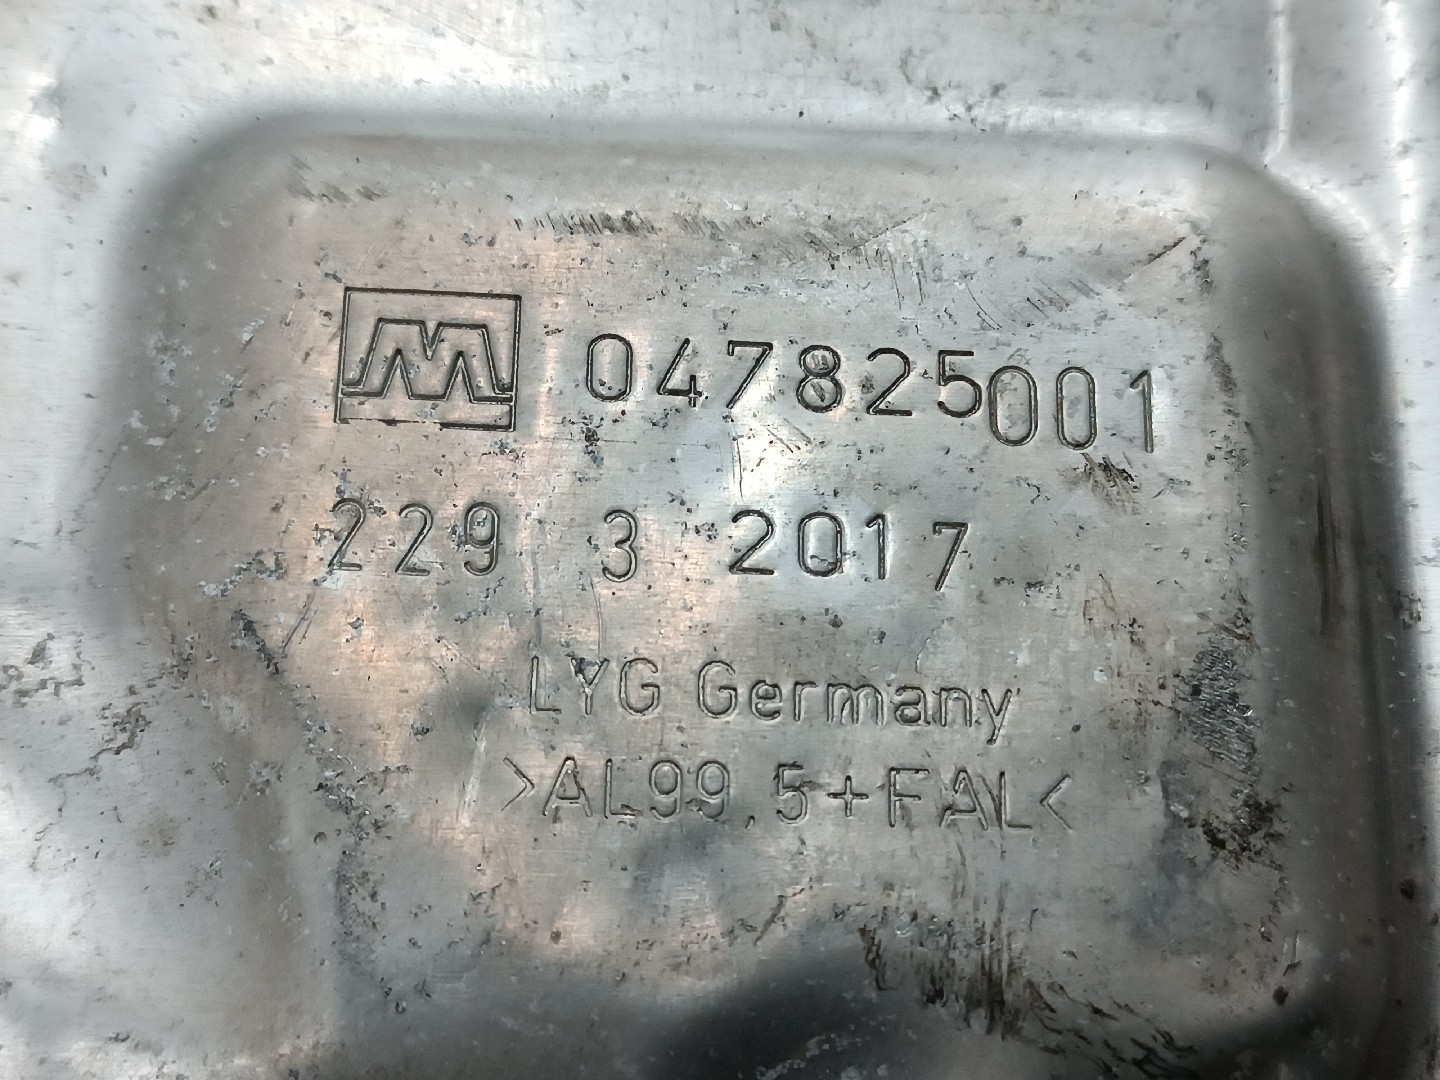 M 047825001
229 3 2017
LYG Germany
>AL99.5+FAL<